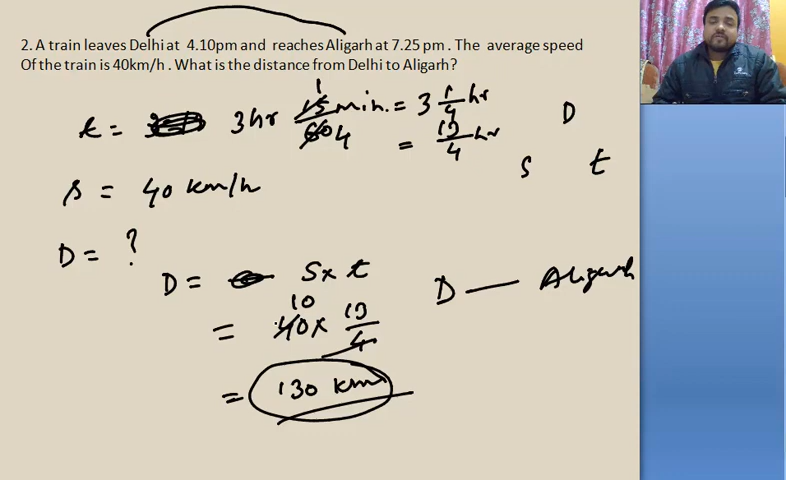 2. A train leaves Delhi at 4.10pm and reaches Aligarh at 7.25 pm . The average speed
Of the train is 40km/h . What is the distance from Delhi to Aligarh?
t = 3hr 15/60 min. = 3 1/4 hr
1
4
= 13/4 hr
D
S t
s = 40 km/h
D = ?
D = S x t
D — Aligarh
10
= 40 x 13/4
= 130 km